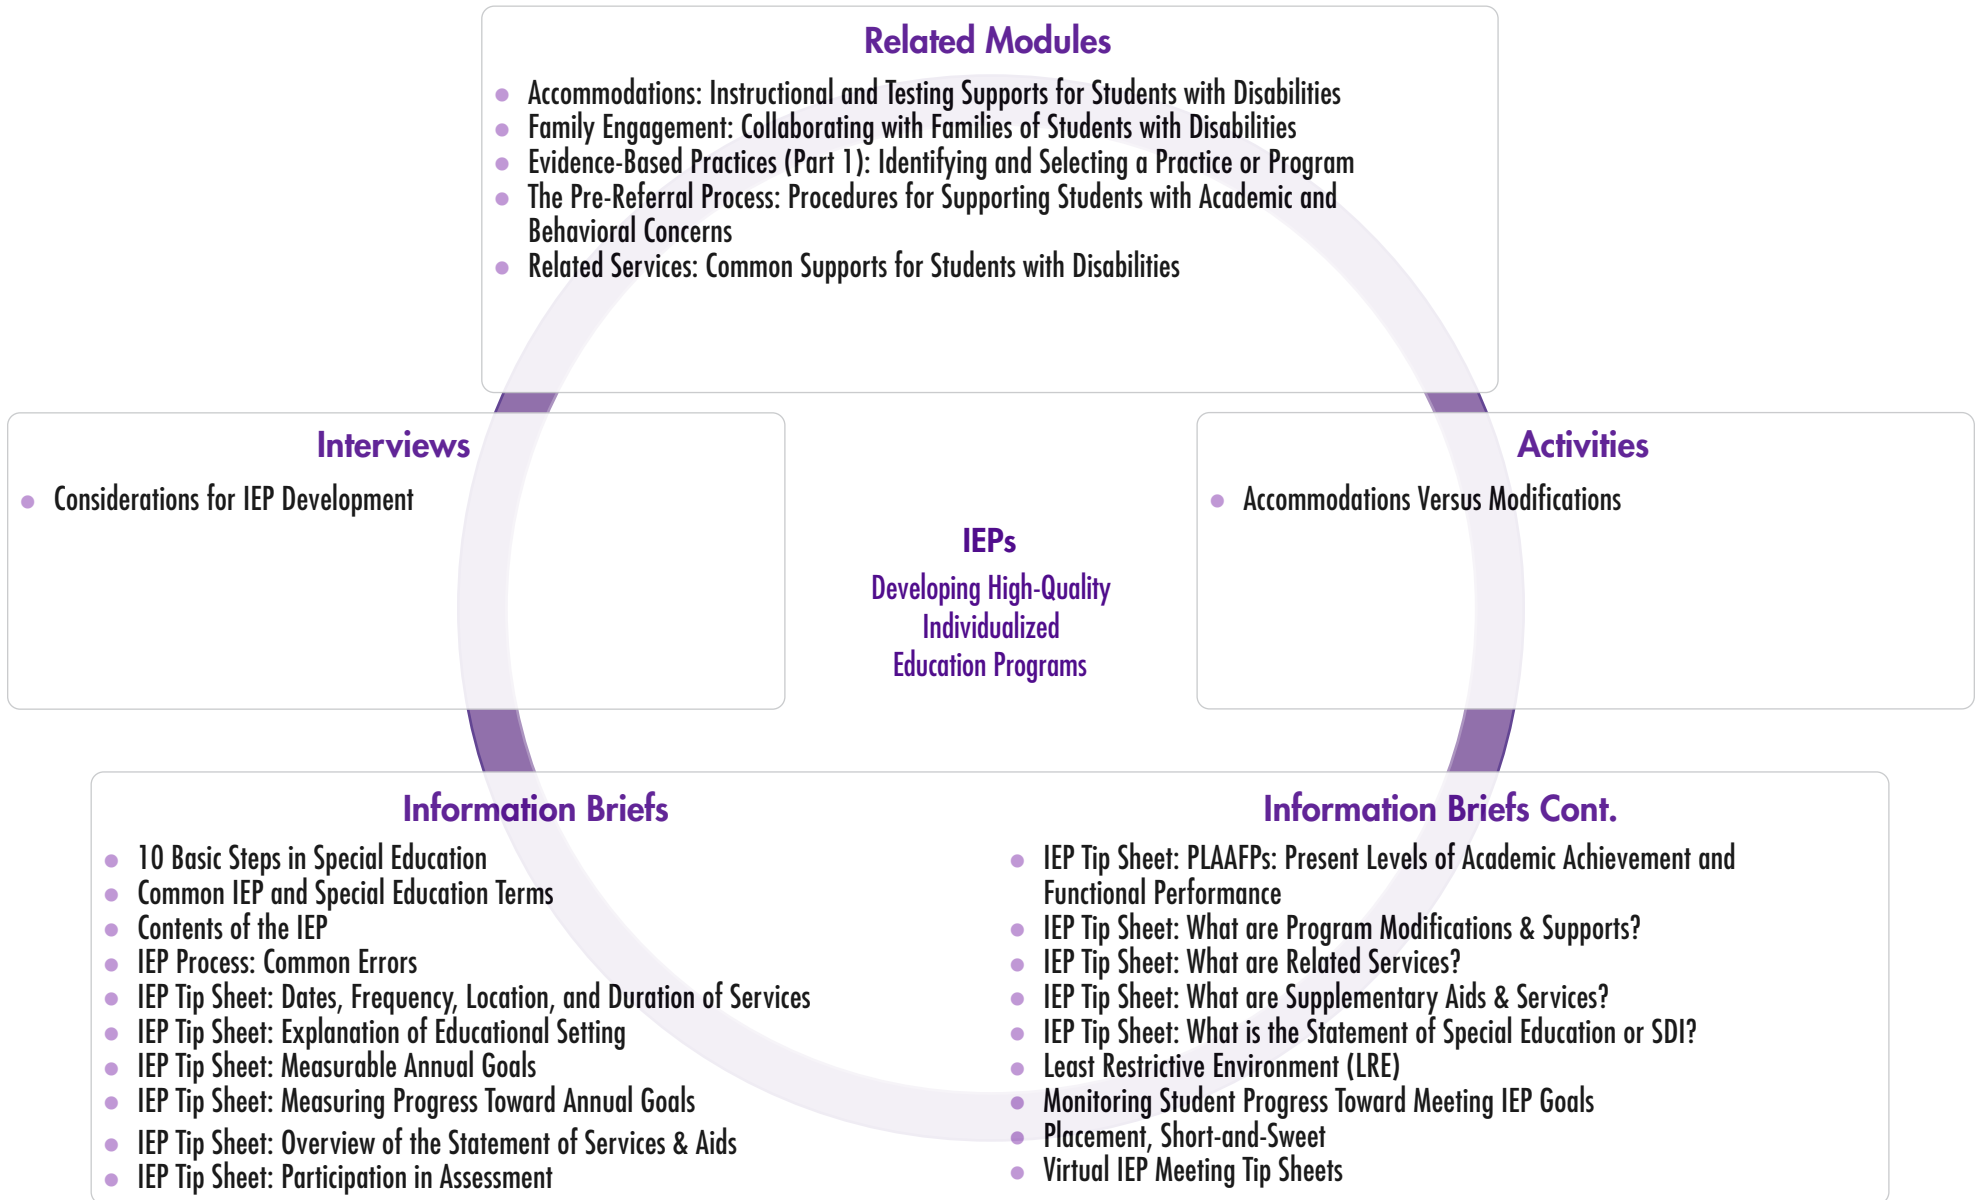 Related Modules
Accommodations: Instructional and Testing Supports for Students with Disabilities
Family Engagement: Collaborating with Families of Students with Disabilities
Evidence-Based Practices (Part 1): Identifying and Selecting a Practice or Program
The Pre-Referral Process: Procedures for Supporting Students with Academic and
Behavioral Concerns
Related Services: Common Supports for Students with Disabilities
Interviews
Considerations for IEP Development
IEPs
Developing High-Quality
Individualized
Education Programs
Activities
Accommodations Versus Modifications
Information Briefs
10 Basic Steps in Special Education
Common IEP and Special Education Terms
Contents of the IEP
IEP Process: Common Errors
IEP Tip Sheet: Dates, Frequency, Location, and Duration of Services
IEP Tip Sheet: Explanation of Educational Setting
IEP Tip Sheet: Measurable Annual Goals
IEP Tip Sheet: Measuring Progress Toward Annual Goals
IEP Tip Sheet: Overview of the Statement of Services & Aids
IEP Tip Sheet: Participation in Assessment
Information Briefs Cont.
IEP Tip Sheet: PLAAFPs: Present Levels of Academic Achievement and
Functional Performance
IEP Tip Sheet: What are Program Modifications & Supports?
IEP Tip Sheet: What are Related Services?
IEP Tip Sheet: What are Supplementary Aids & Services?
IEP Tip Sheet: What is the Statement of Special Education or SDI?
Least Restrictive Environment (LRE)
Monitoring Student Progress Toward Meeting IEP Goals
Placement, Short-and-Sweet
Virtual IEP Meeting Tip Sheets